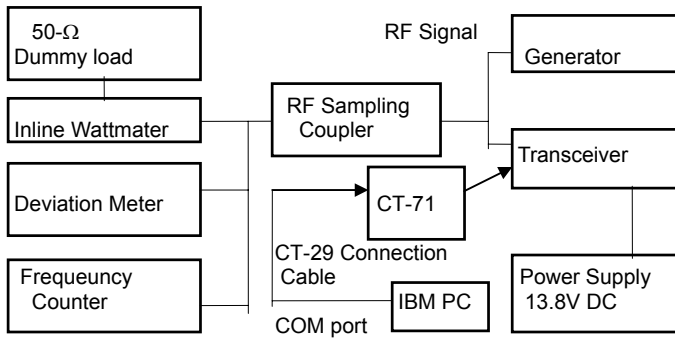 50-Ω
Dummy load
RF Signal
Generator
Inline Wattmater
RF Sampling
Coupler
Transceiver
Deviation Meter
CT-71
CT-29 Connection
Cable
Frequeuncy
Counter
Power Supply
13.8V DC
IBM PC
COM port